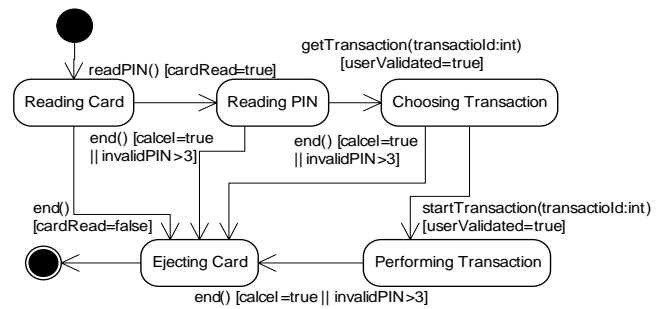 getTransaction(transactioId:int)
[userValidated=true]
readPIN() [cardRead=true]
Reading Card
Reading PIN
Choosing Transaction
end() [calcel=true
|| invalidPIN>3]
end() [calcel=true
|| invalidPIN>3]
end()
[cardRead=false]
startTransaction(transactioId:int)
[userValidated=true]
Ejecting Card
Performing Transaction
end() [calcel=true || invalidPIN>3]